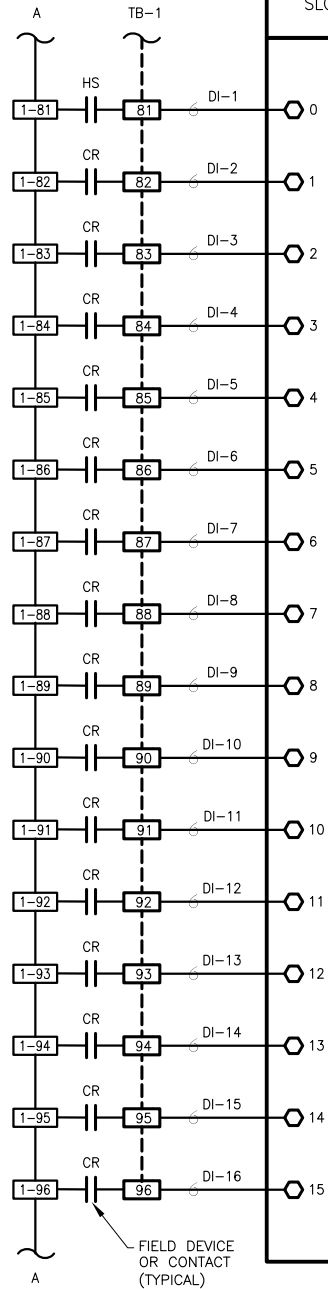 A TB-1 SLO
HS
1-81 81 DI-1 0
CR
1-82 82 DI-2 1
CR
1-83 83 DI-3 2
CR
1-84 84 DI-4 3
CR
1-85 85 DI-5 4
CR
1-86 86 DI-6 5
CR
1-87 87 DI-7 6
CR
1-88 88 DI-8 7
CR
1-89 89 DI-9 8
CR
1-90 90 DI-10 9
CR
1-91 91 DI-11 10
CR
1-92 92 DI-12 11
CR
1-93 93 DI-13 12
CR
1-94 94 DI-14 13
CR
1-95 95 DI-15 14
CR
1-96 96 DI-16 15
FIELD DEVICE
OR CONTACT
A (TYPICAL)